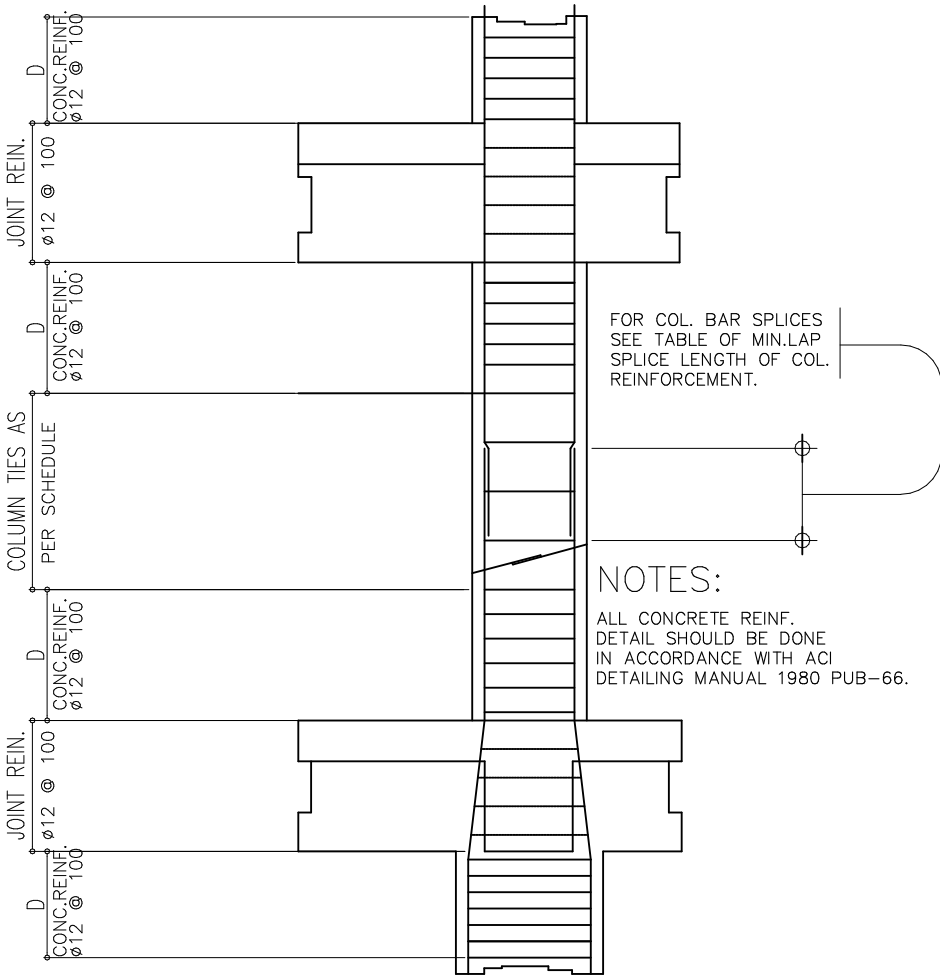 D
CONC.REINF.
ø12 @ 100
JOINT REIN.
ø12 @ 100
D
CONC.REINF.
ø12 @ 100
COLUMN TIES AS
PER SCHEDULE
D
CONC.REINF.
ø12 @ 100
JOINT REIN.
ø12 @ 100
D
CONC.REINF.
ø12 @ 100
FOR COL. BAR SPLICES
SEE TABLE OF MIN.LAP
SPLICE LENGTH OF COL.
REINFORCEMENT.
NOTES:
ALL CONCRETE REINF.
DETAIL SHOULD BE DONE
IN ACCORDANCE WITH ACI
DETAILING MANUAL 1980 PUB-66.